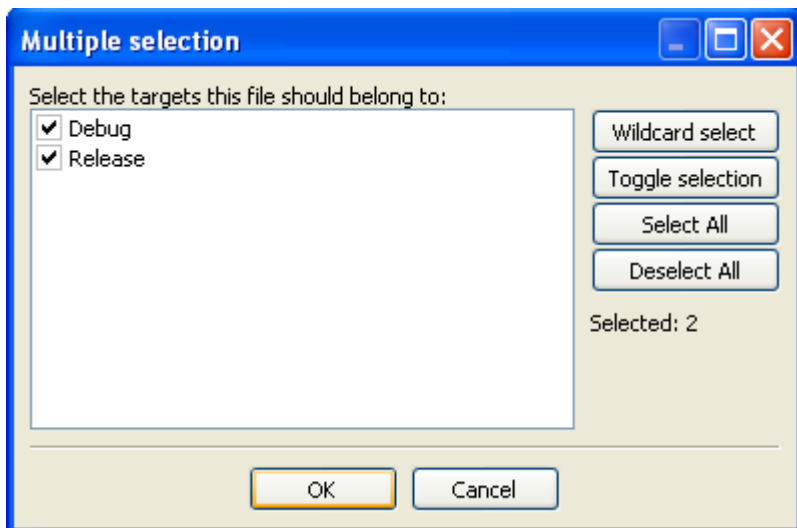 Multiple selection
Select the targets this file should belong to:
Debug
Release
Wildcard select
Toggle selection
Select All
Deselect All
Selected: 2
OK
Cancel